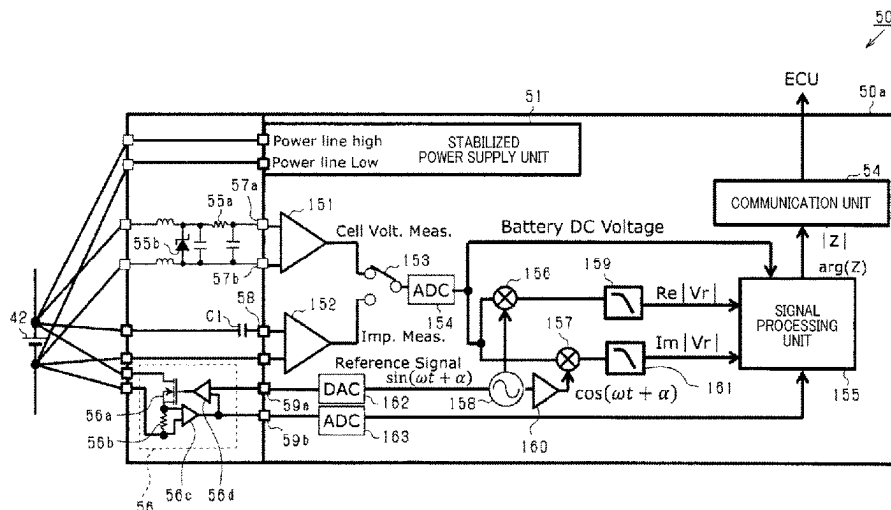 50
ECU
50a
51
Power line high
Power line Low
STABILIZED
POWER SUPPLY UNIT
54
COMMUNICATION UNIT
55a
57a
151
Cell Volt. Meas.
Battery DC Voltage
|Z|
arg(Z)
55b
57b
153
ADC
154
156
159
Re|Vr|
SIGNAL
PROCESSING
UNIT
155
42
C1
58
152
Imp. Meas.
157
Im|Vr|
161
Reference Signal
sin(ωt + α)
cos(ωt + α)
56a
59a
DAC
162
158
160
56b
59b
ADC
163
56
56c
56d